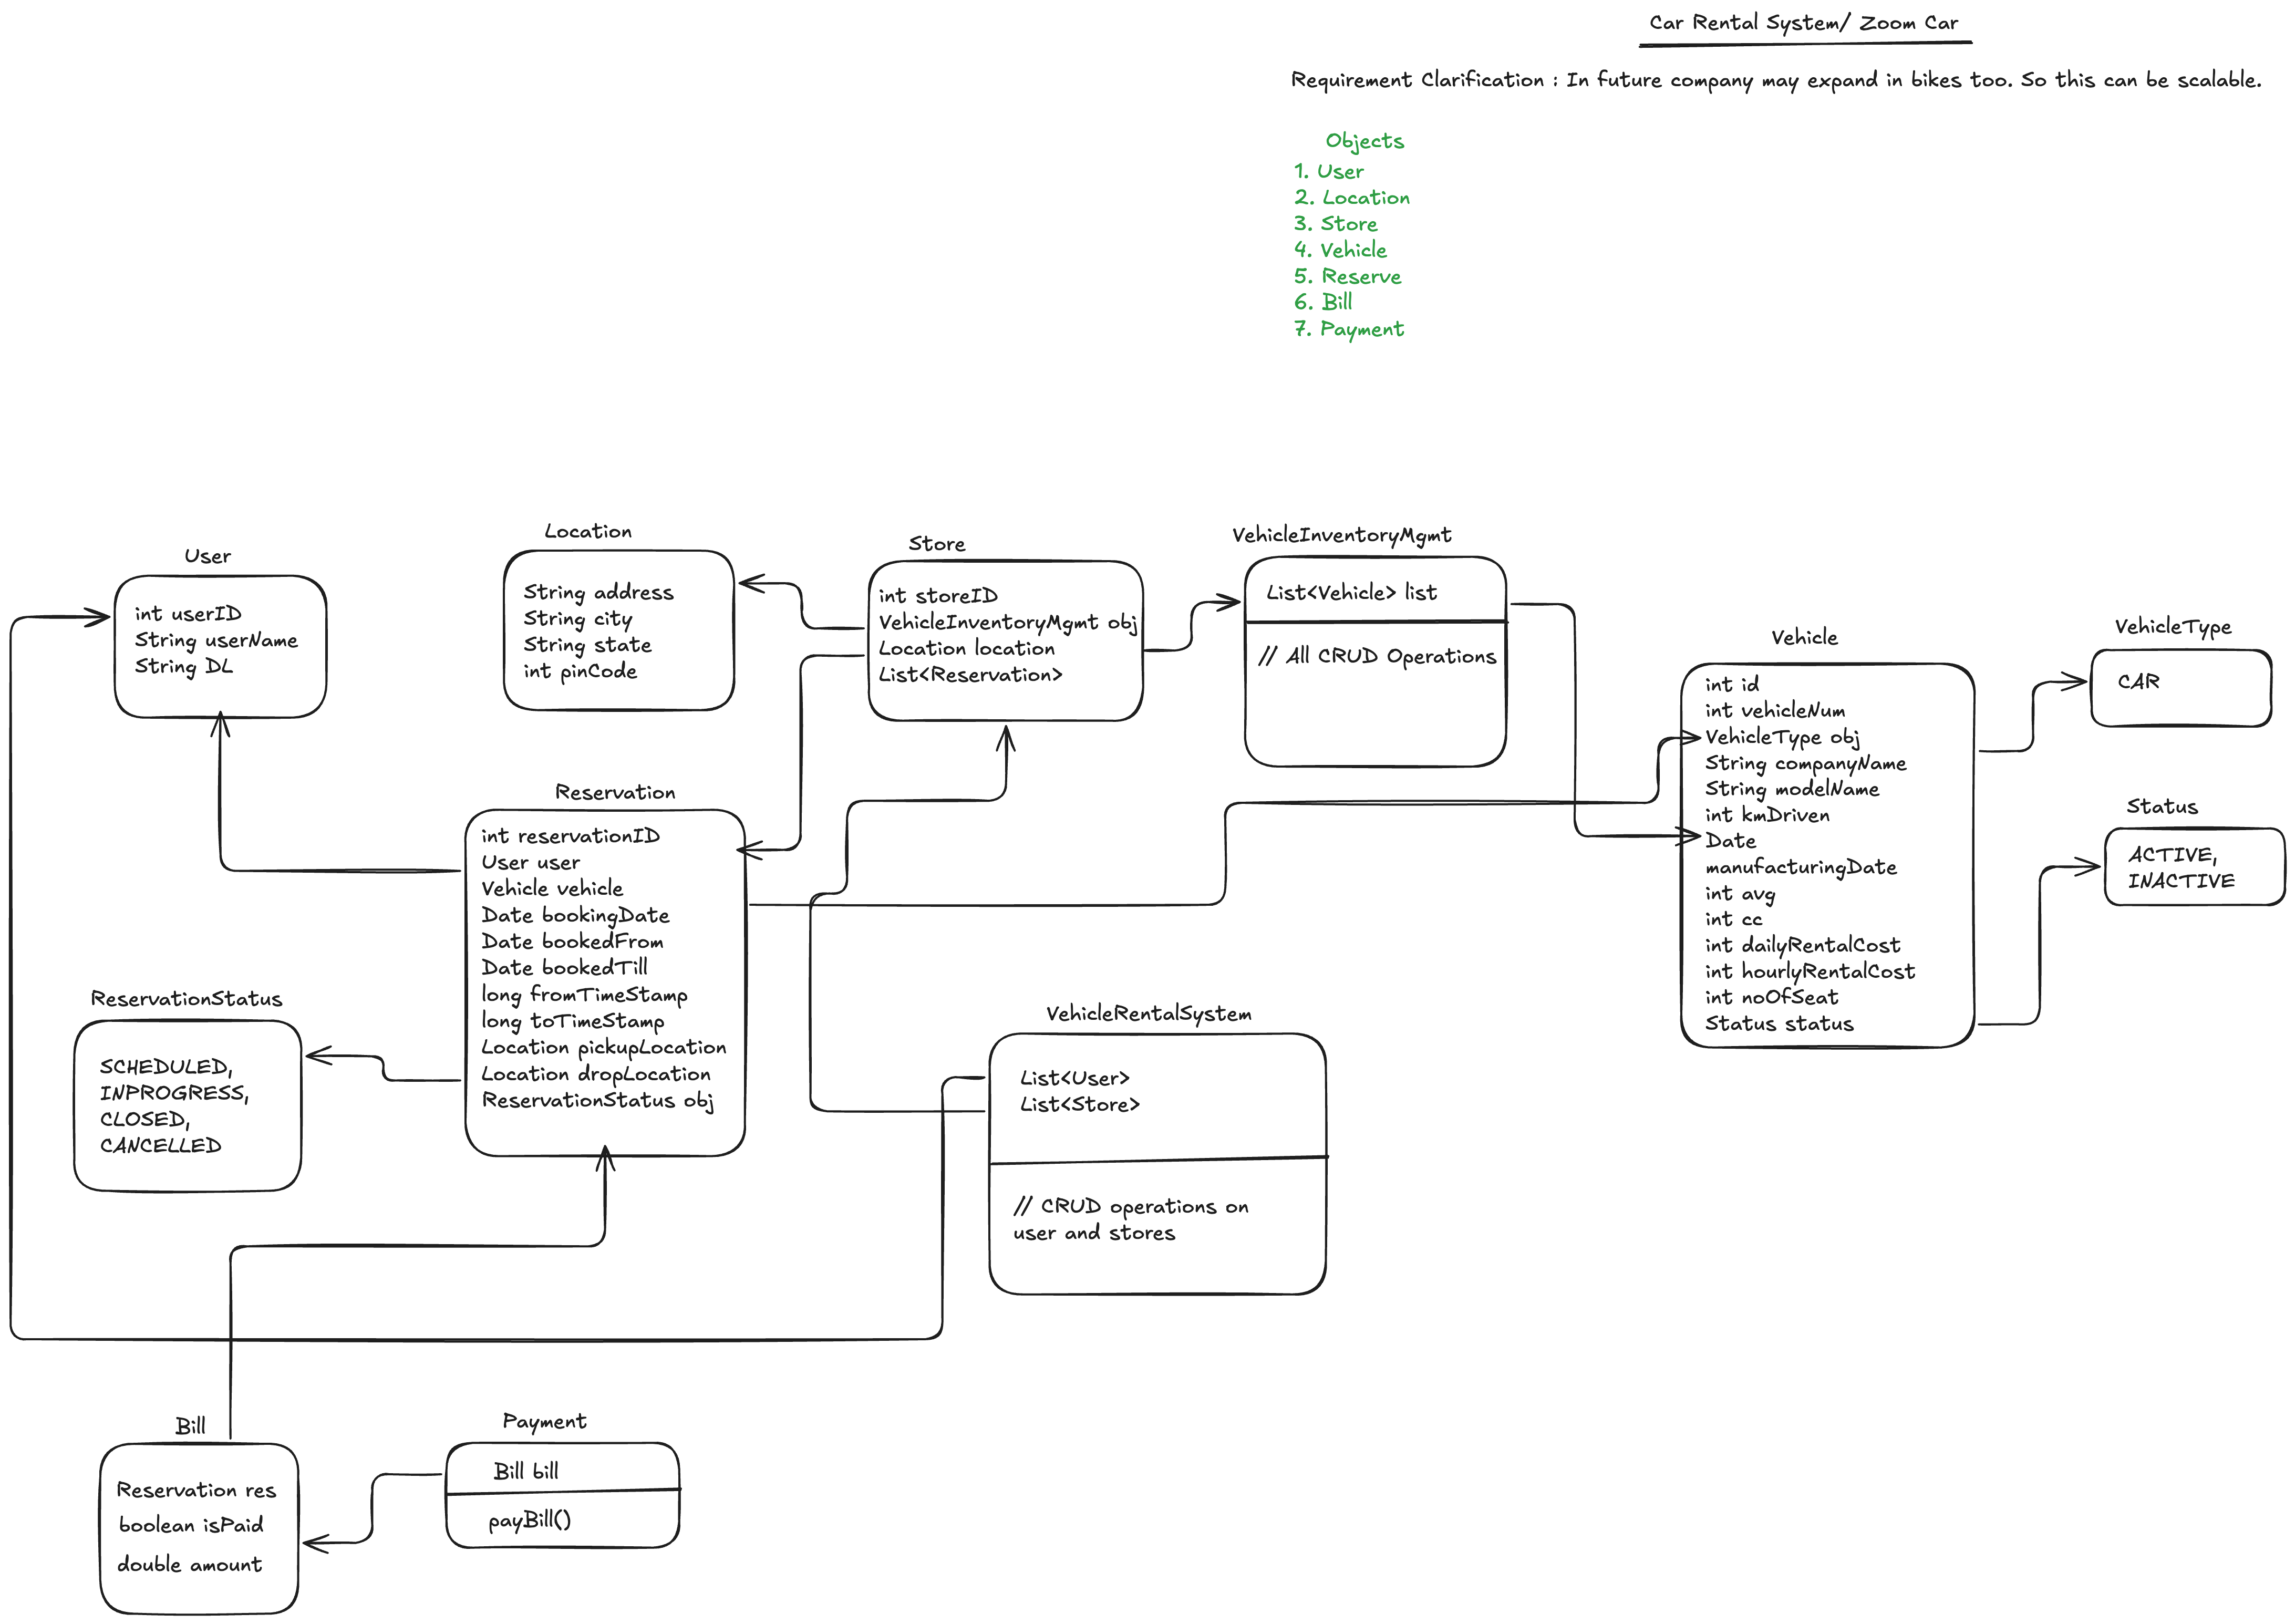 Car Rental System/ Zoom Car
Requirement Clarification : In future company may expand in bikes too. So this can be scalable.
Objects
1. User
2. Location
3. Store
4. Vehicle
5. Reserve
6. Bill
7. Payment
User
int userID
String userName
String DL
Location
String address
String city
String state
int pinCode
Store
int storeID
VehicleInventoryMgmt obj
Location location
List<Reservation>
VehicleInventoryMgmt
List<Vehicle> list
// All CRUD Operations
Vehicle
int id
int vehicleNum
VehicleType obj
String companyName
String modelName
int kmDriven
Date
manufacturingDate
int avg
int cc
int dailyRentalCost
int hourlyRentalCost
int noOfSeat
Status status
VehicleType
CAR
Status
ACTIVE,
INACTIVE
Reservation
int reservationID
User user
Vehicle vehicle
Date bookingDate
Date bookedFrom
Date bookedTill
long fromTimeStamp
long toTimeStamp
Location pickupLocation
Location dropLocation
ReservationStatus obj
ReservationStatus
SCHEDULED,
INPROGRESS,
CLOSED,
CANCELLED
VehicleRentalSystem
List<User>
List<Store>
// CRUD operations on
user and stores
Bill
Reservation res
boolean isPaid
double amount
Payment
Bill bill
payBill()